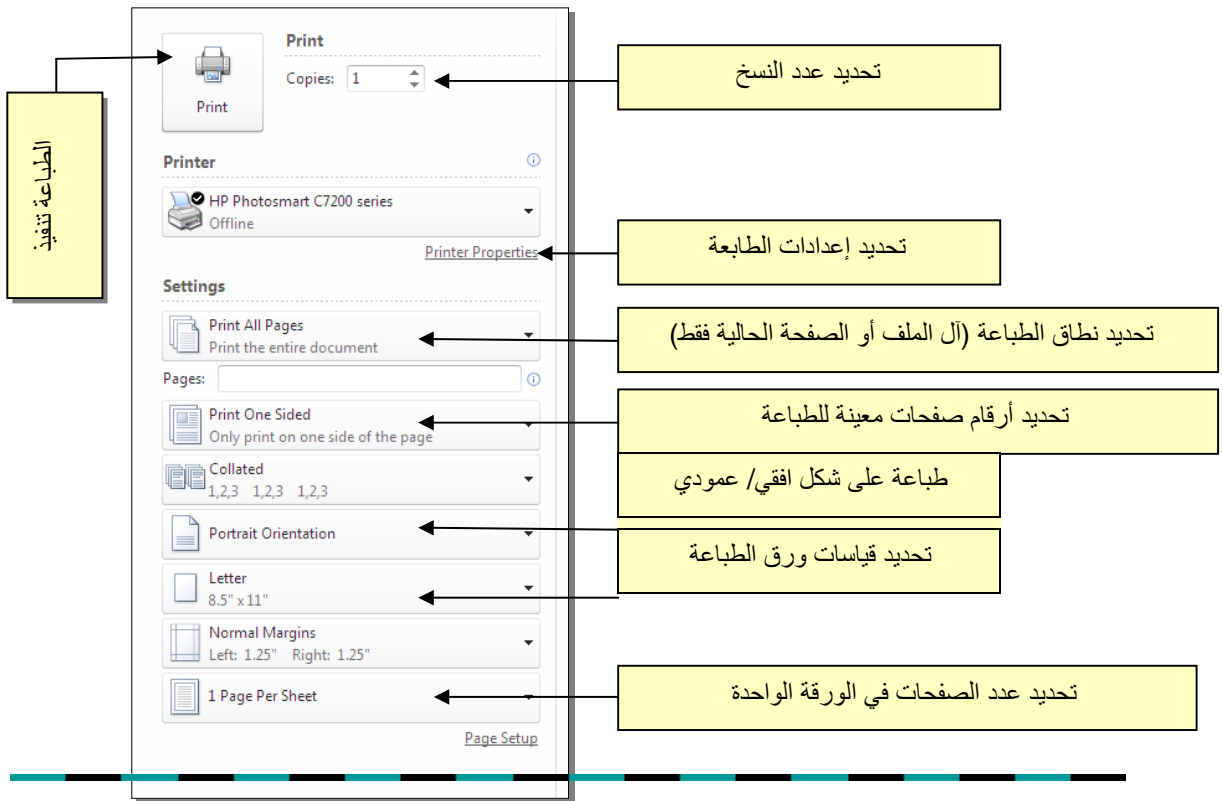 Print
Copies: 1
تحديد عدد النسخ
Print
الطباعة تنفيذ
Printer
HP Photosmart C7200 series
Offline
Printer Properties
تحديد إعدادات الطابعة
Settings
Print All Pages
Print the entire document
تحديد نطاق الطباعة (آل الملف أو الصفحة الحالية فقط)
Pages:
Print One Sided
Only print on one side of the page
تحديد أرقام صفحات معينة للطباعة
Collated
1,2,3 1,2,3 1,2,3
طباعة على شكل افقي/ عمودي
Portrait Orientation
تحديد قياسات ورق الطباعة
Letter
8.5" x 11"
Normal Margins
Left: 1.25" Right: 1.25"
1 Page Per Sheet
تحديد عدد الصفحات في الورقة الواحدة
Page Setup